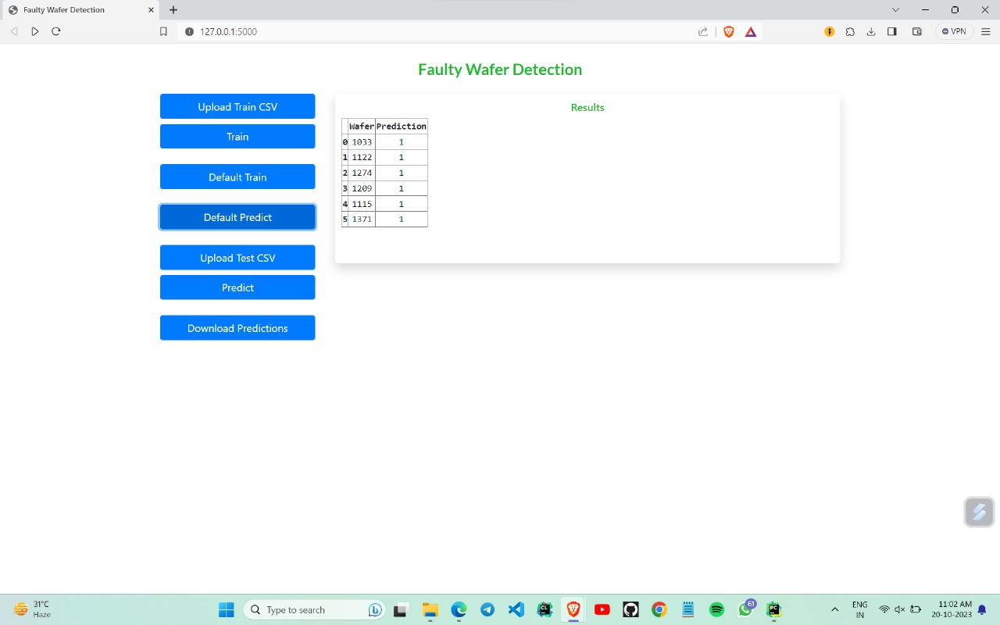 Faulty Wafer Detection
127.0.0.1:5000
VPN
Faulty Wafer Detection
Upload Train CSV
Train
Default Train
Default Predict
Upload Test CSV
Predict
Download Predictions
Results
Wafer Prediction
0 1033 1
1 1122 1
2 1274 1
3 1209 1
4 1115 1
5 1371 1
31°C
Haze
Type to search
CL
61
PC
ENG
IN
11:02 AM
20-10-2023